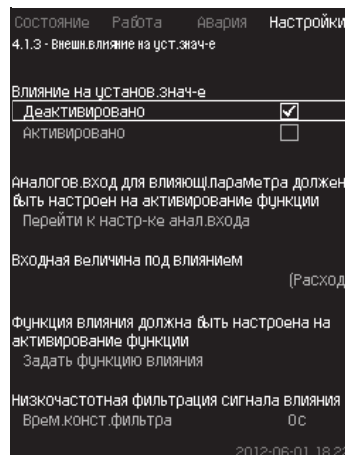 Состояние Работа Авария Настройки
4.1.3 - Внешн.влияние на уст.знач-е
Влияние на установ.знач-е
Деактивировано
Активировано
Аналогов.вход для влияющ.параметра должен
быть настроен на активирование функции
Перейти к настр-ке анал.входа
Входная величина под влиянием
(Расход
Функция влияния должна быть настроена на
активирование функции
Задать функцию влияния
Низкочастотная фильтрация сигнала влияния
Врем.конст.фильтра 0с
2012-06-01 18:22